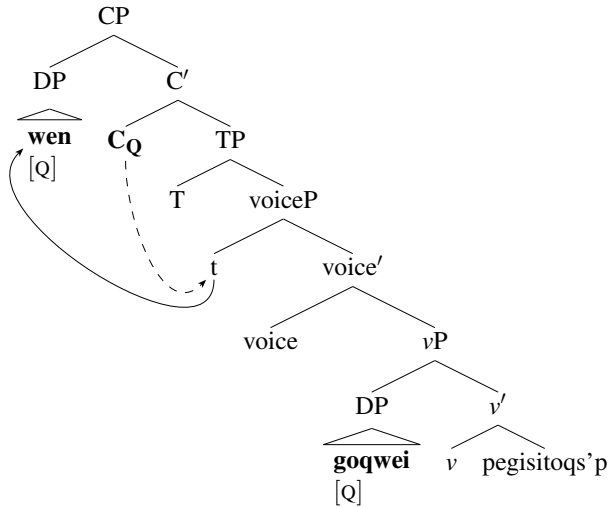 CP
DP C′
wen C_Q TP
[Q]
T voiceP
t voice′
voice vP
DP v′
goqwei v pegisitoqs'p
[Q]